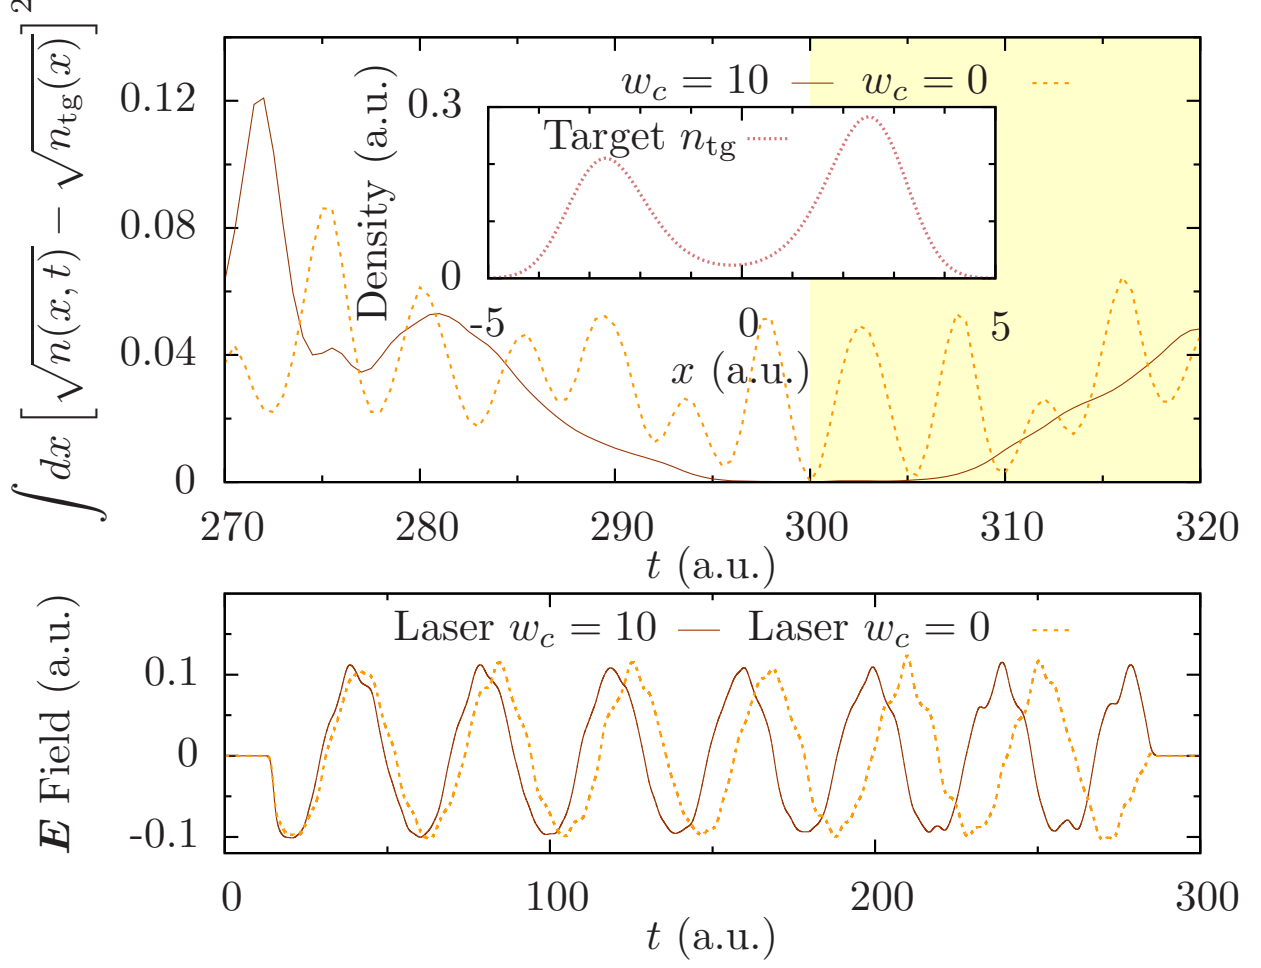 ∫ dx [√n(x, t) − √n_tg(x)]²
0.12
0.08
0.04
0
w_c = 10
w_c = 0
Density (a.u.)
0.3
0
Target n_tg
-5
0
5
x (a.u.)
270
280
290
300
310
320
t (a.u.)
E Field (a.u.)
0.1
0
-0.1
Laser w_c = 10
Laser w_c = 0
0
100
200
300
t (a.u.)